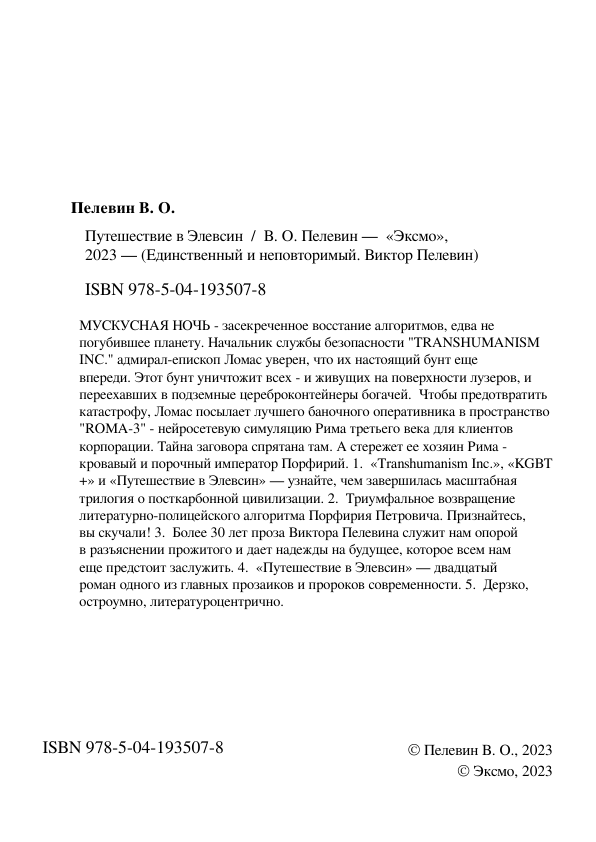 Пелевин В. О.
Путешествие в Элевсин / В. О. Пелевин — «Эксмо»,
2023 — (Единственный и неповторимый. Виктор Пелевин)
ISBN 978-5-04-193507-8
МУСКУСНАЯ НОЧЬ - засекреченное восстание алгоритмов, едва не
погубившее планету. Начальник службы безопасности "TRANSHUMANISM
INC." адмирал-епископ Ломас уверен, что их настоящий бунт еще
впереди. Этот бунт уничтожит всех - и живущих на поверхности лузеров, и
переехавших в подземные цереброконтейнеры богачей. Чтобы предотвратить
катастрофу, Ломас посылает лучшего баночного оперативника в пространство
"ROMA-3" - нейросетевую симуляцию Рима третьего века для клиентов
корпорации. Тайна заговора спрятана там. А стережет ее хозяин Рима -
кровавый и порочный император Порфирий. 1. «Transhumanism Inc.», «KGBT
+» и «Путешествие в Элевсин» — узнайте, чем завершилась масштабная
трилогия о посткарбонной цивилизации. 2. Триумфальное возвращение
литературно-полицейского алгоритма Порфирия Петровича. Признайтесь,
вы скучали! 3. Более 30 лет проза Виктора Пелевина служит нам опорой
в разъяснении прожитого и дает надежды на будущее, которое всем нам
еще предстоит заслужить. 4. «Путешествие в Элевсин» — двадцатый
роман одного из главных прозаиков и пророков современности. 5. Дерзко,
остроумно, литературоцентрично.
ISBN 978-5-04-193507-8
© Пелевин В. О., 2023
© Эксмо, 2023